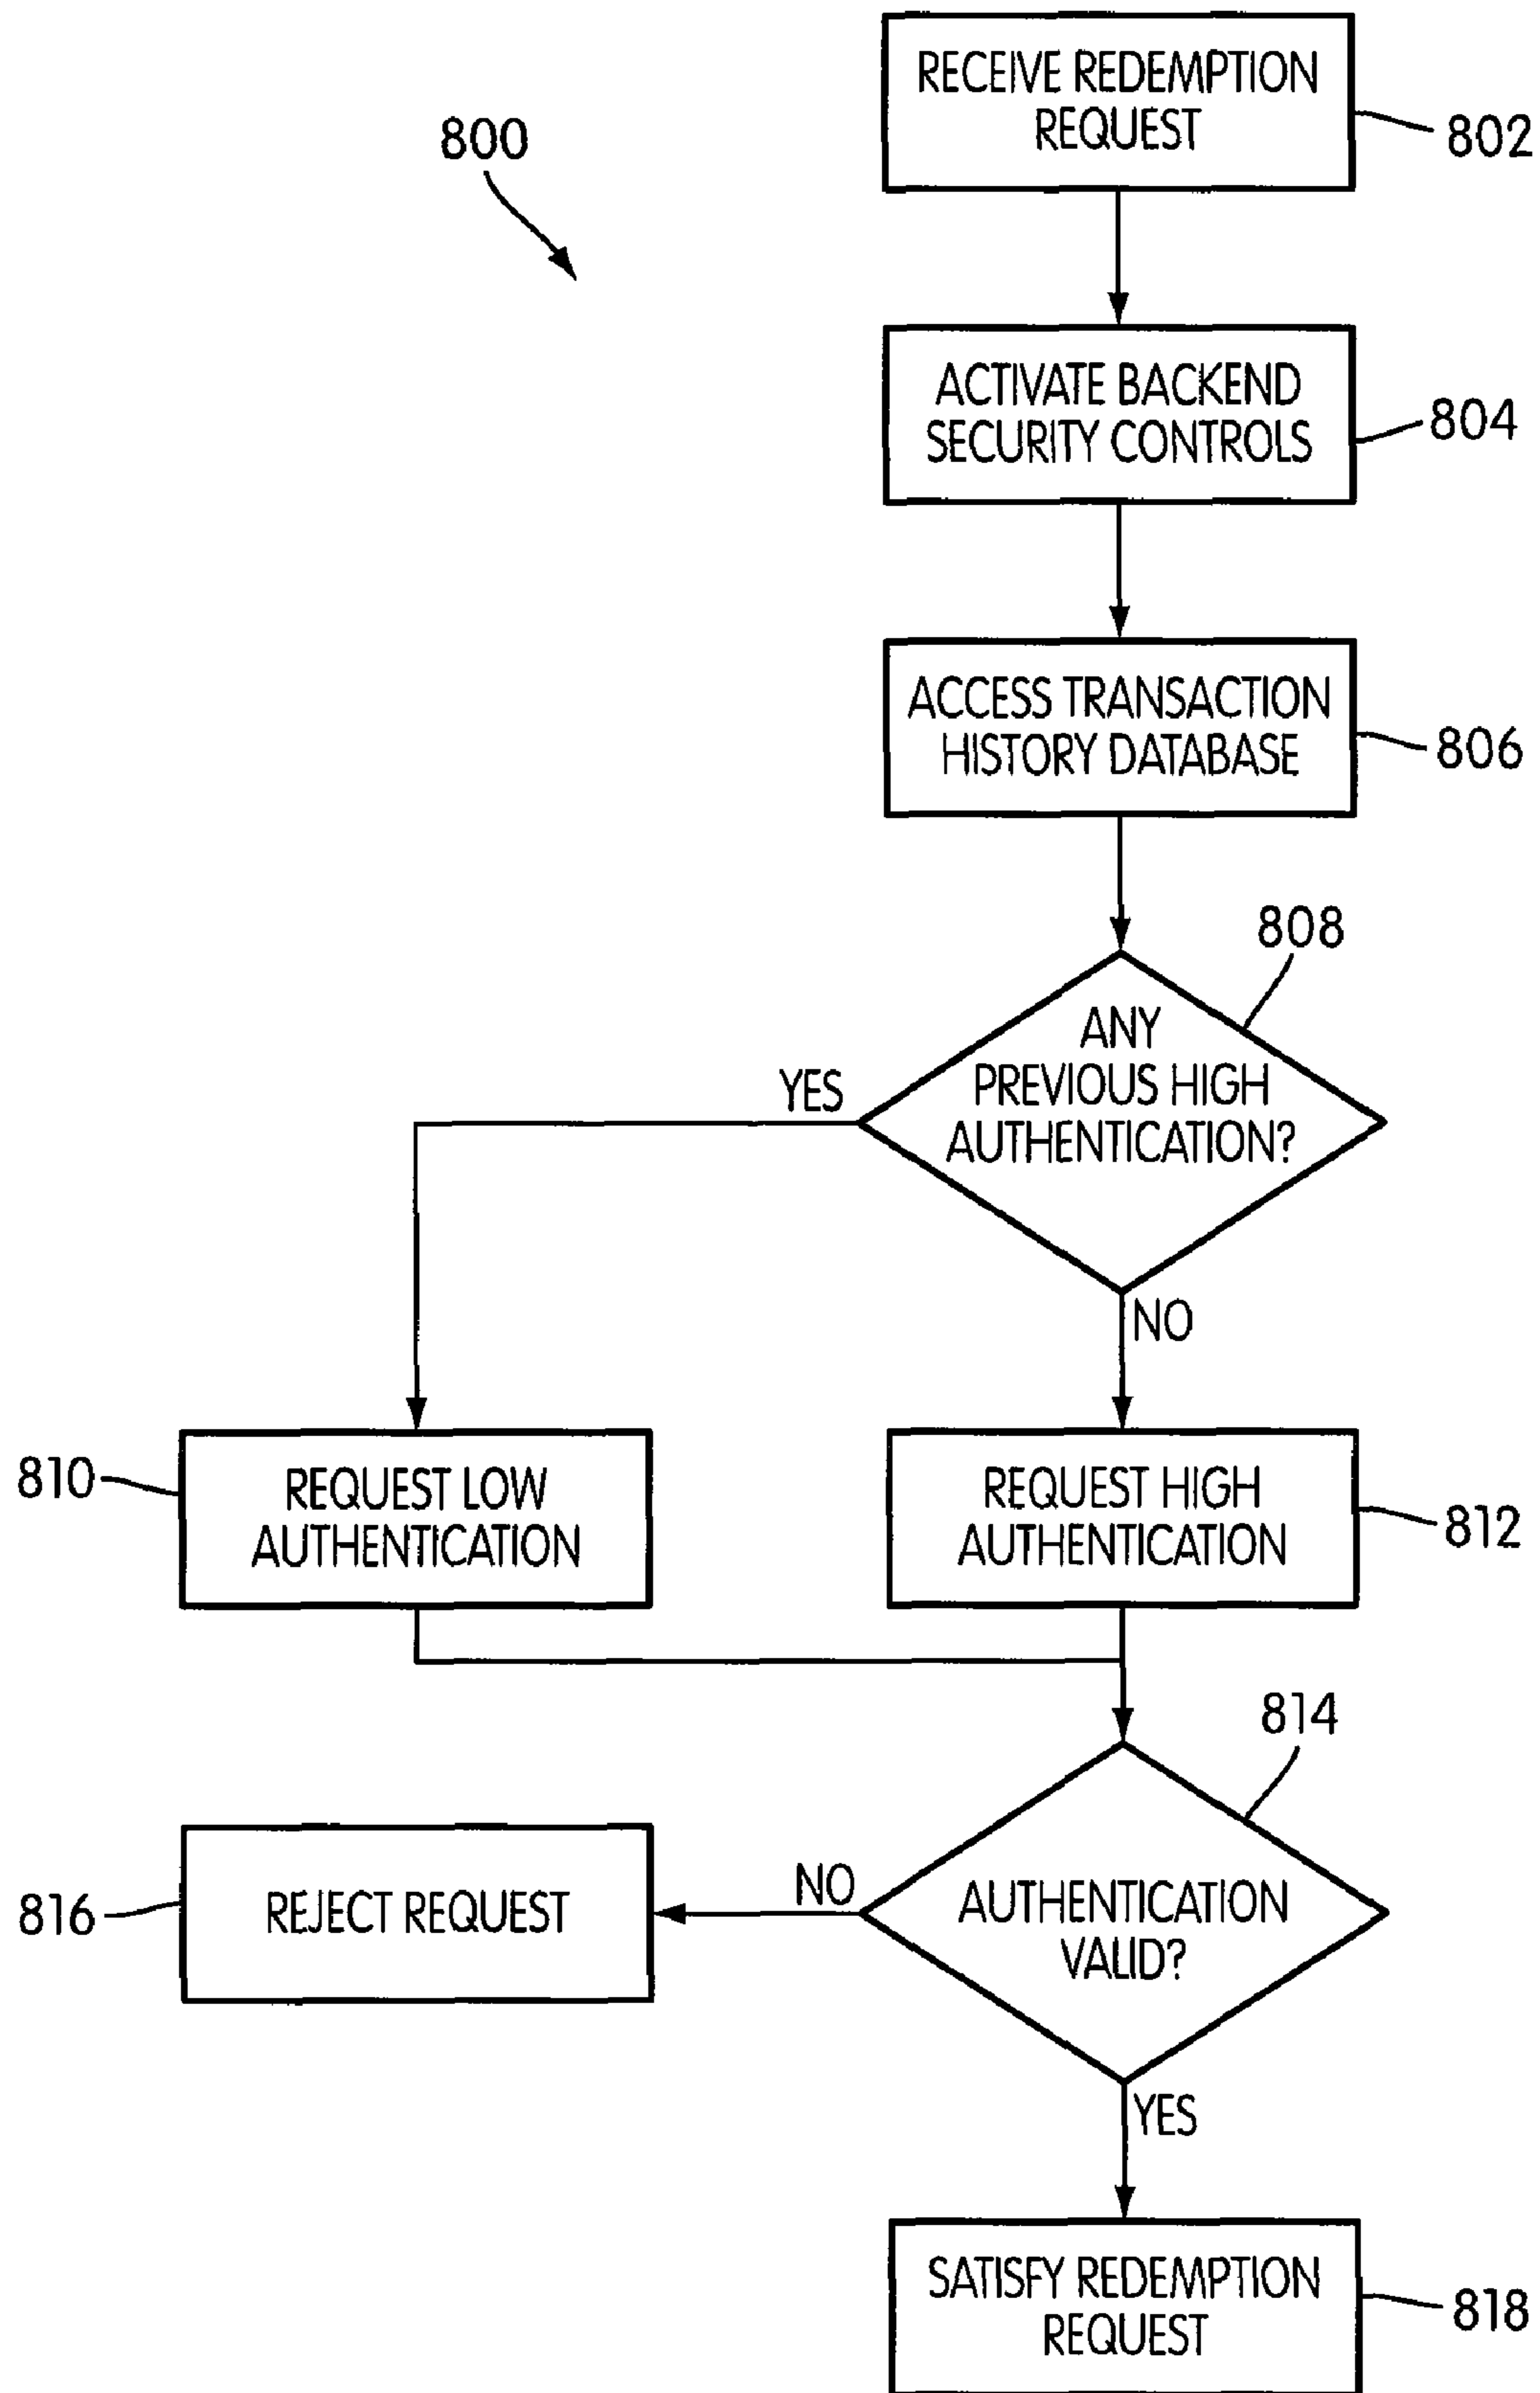 RECEIVE REDEMPTION
REQUEST
802
800
ACTIVATE BACKEND
SECURITY CONTROLS
804
ACCESS TRANSACTION
HISTORY DATABASE
806
808
ANY
PREVIOUS HIGH
AUTHENTICATION?
YES
NO
810
REQUEST LOW
AUTHENTICATION
REQUEST HIGH
AUTHENTICATION
812
814
AUTHENTICATION
VALID?
NO
816
REJECT REQUEST
YES
SATISFY REDEMPTION
REQUEST
818